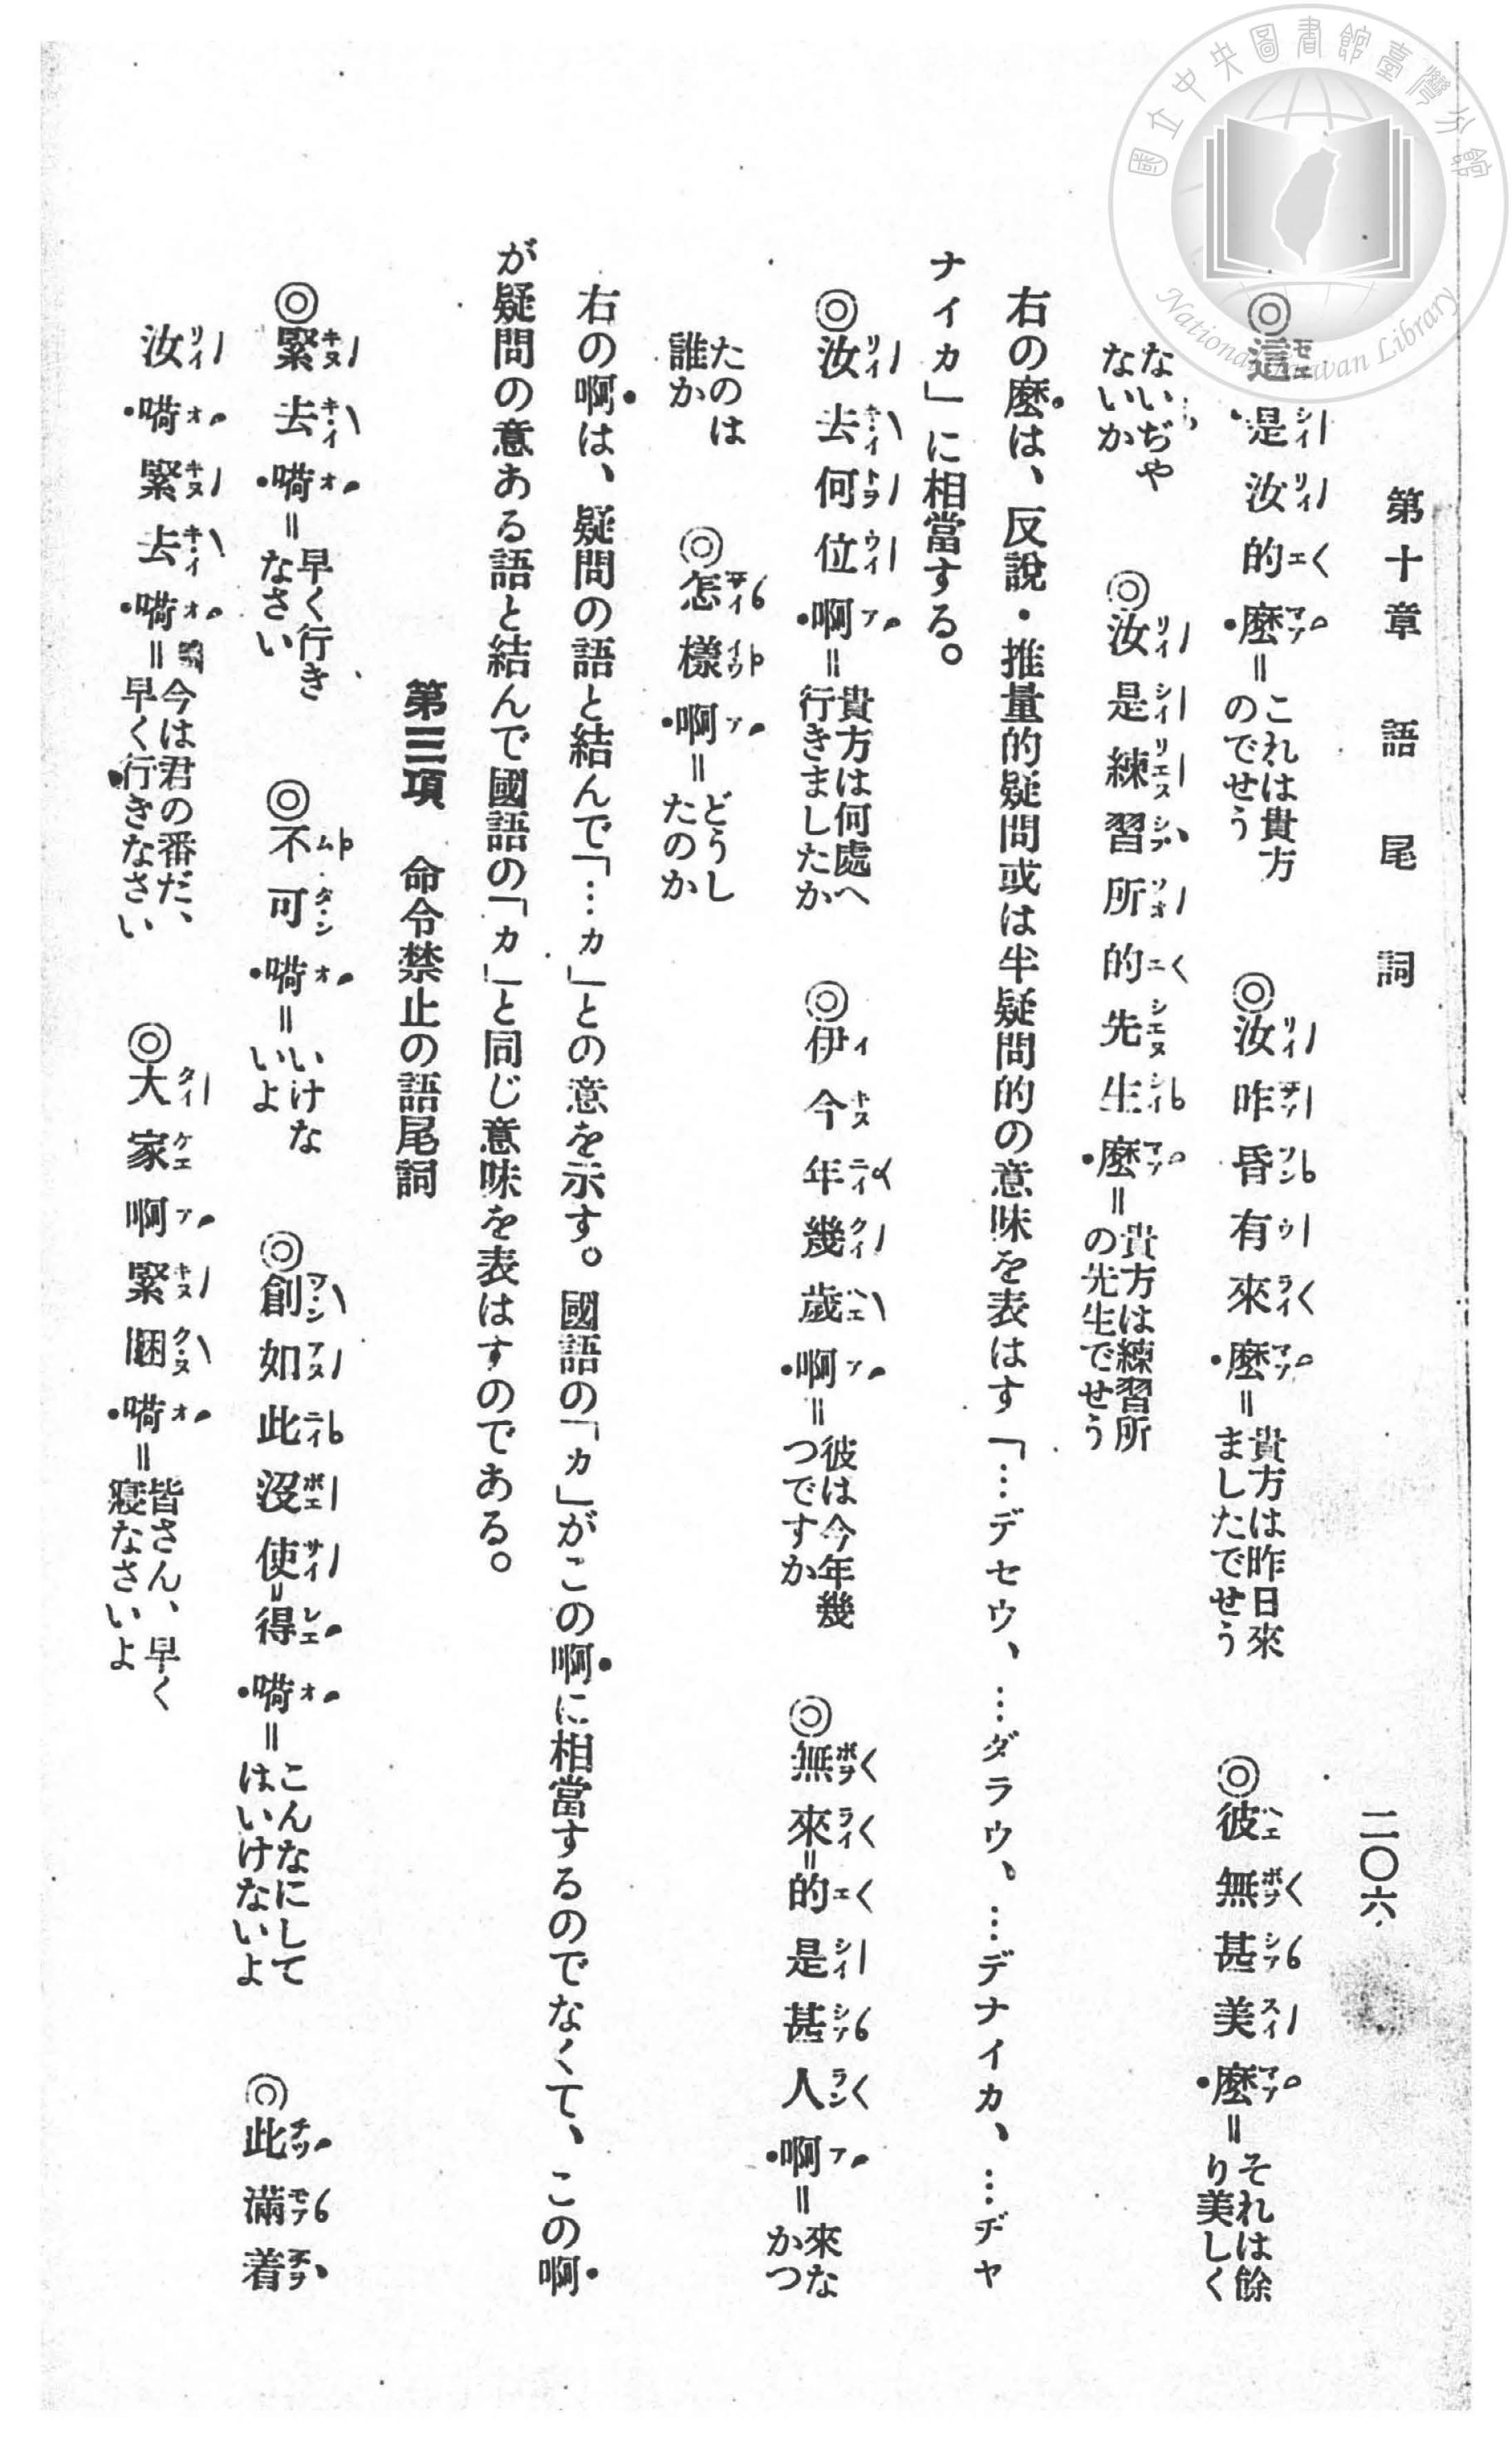 國立中央圖書館臺灣分館
National Taiwan Library
第十章 語尾詞 二〇六
◎這是汝的麼=これは貴方のでせう ◎汝昨昏有來麼=貴方は昨日來ましたでせう ◎彼無甚美麼=それは餘り美しく
ないぢやないか ◎汝是練習所的先生麼=貴方は練習所の先生でせう
右の麼は、反說・推量的疑問或は半疑問的の意味を表はす「…デセウ、…ダラウ、…デナイカ、…ヂヤ
ナイカ」に相當する。
◎汝去何位啊=貴方は何處へ行きましたか ◎伊今年幾歲啊=彼は今年幾つですか ◎無來=的是甚人啊=來なかつ
たのは誰か ◎怎樣啊=どうしたのか
右の啊は、疑問の語と結んで「…カ」との意を示す。國語の「カ」がこの啊に相當するのでなくて、この啊
が疑問の意ある語と結んで國語の「カ」と同じ意味を表はすのである。
第三項 命令禁止の語尾詞
◎緊去嗬=早く行きなさい ◎不可嗬=いけないよ ◎創如此沒使=得嗬=こんなにしてはいけないよ ◎此滿着
汝嗬緊去嗬=今は君の番だ、早く行きなさい ◎大家啊緊睏嗬=皆さん、早く寢なさいよ